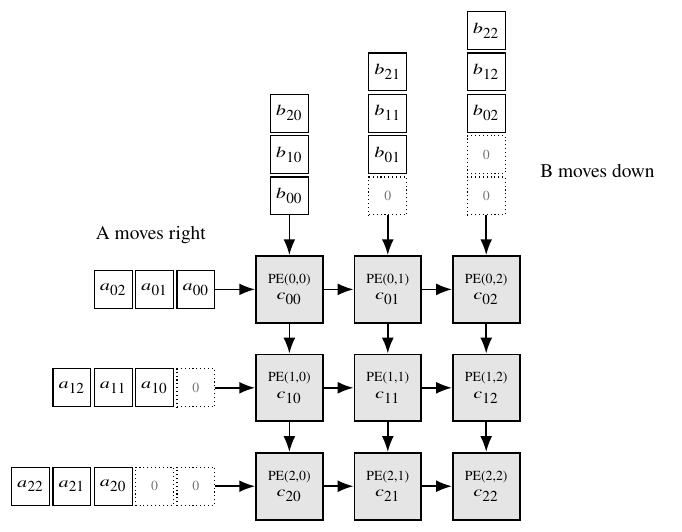 b22
b21 b12
b20 b11 b02
b10 b01 0 B moves down
b00 0 0
A moves right
a02 a01 a00 PE(0,0) PE(0,1) PE(0,2)
c00 c01 c02
a12 a11 a10 0 PE(1,0) PE(1,1) PE(1,2)
c10 c11 c12
a22 a21 a20 0 0 PE(2,0) PE(2,1) PE(2,2)
c20 c21 c22